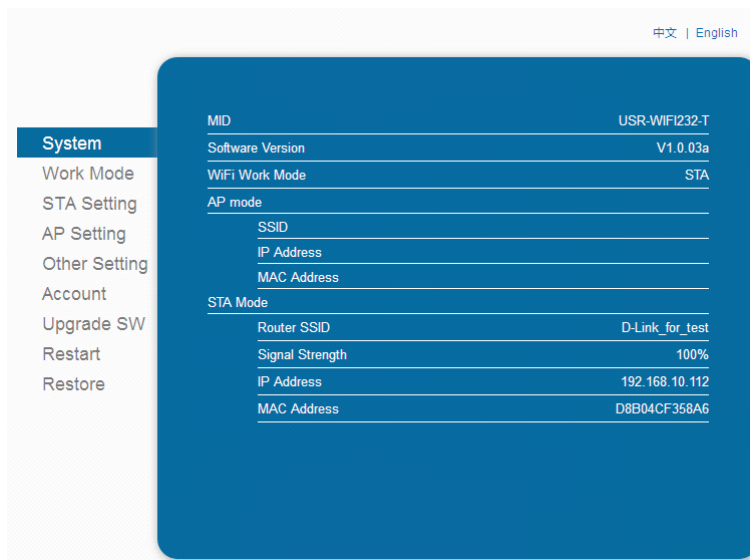 中文 | English
System
Work Mode
STA Setting
AP Setting
Other Setting
Account
Upgrade SW
Restart
Restore
MID USR-WIFI232-T
Software Version V1.0.03a
WiFi Work Mode STA
AP mode
SSID
IP Address
MAC Address
STA Mode
Router SSID D-Link_for_test
Signal Strength 100%
IP Address 192.168.10.112
MAC Address D8B04CF358A6